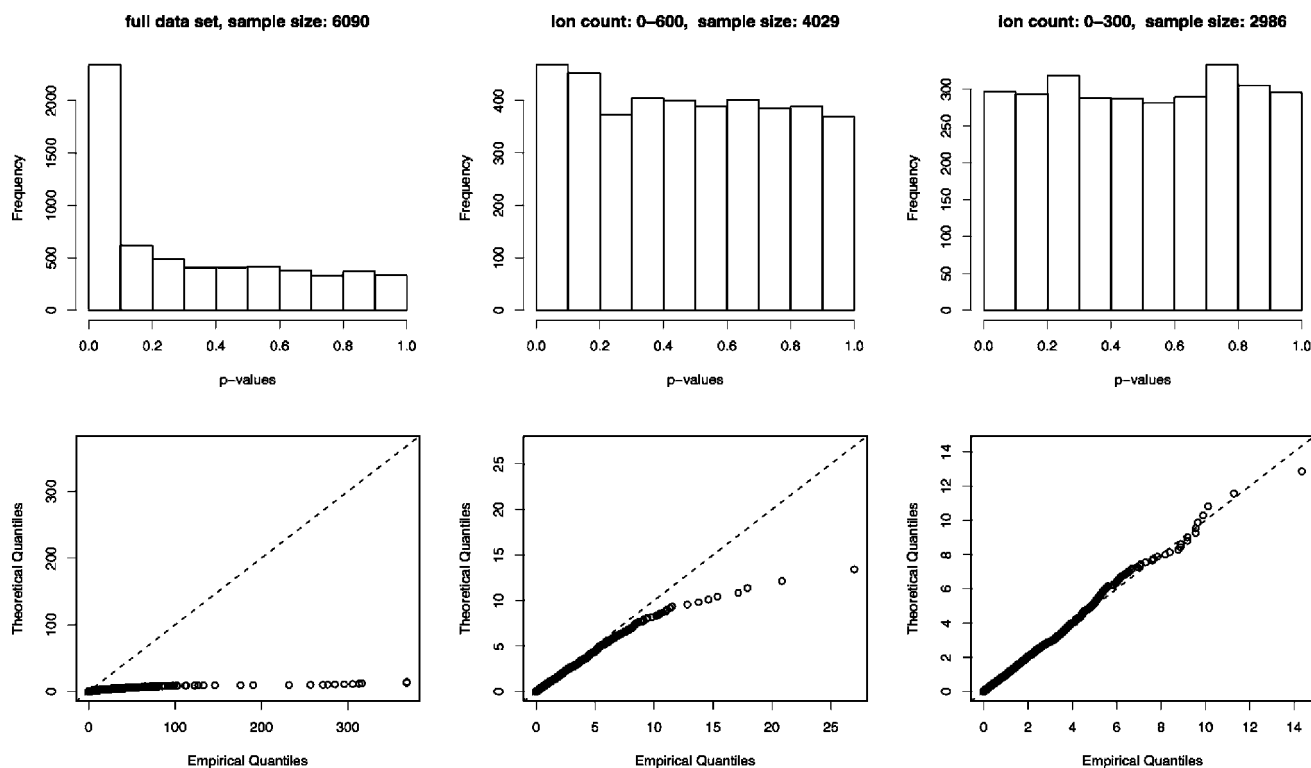 full data set, sample size: 6090
ion count: 0–600, sample size: 4029
ion count: 0–300, sample size: 2986
Frequency
0
500
1000
1500
2000
0.0 0.2 0.4 0.6 0.8 1.0
p−values
Frequency
0
100
200
300
400
0.0 0.2 0.4 0.6 0.8 1.0
p−values
Frequency
0
50
100
150
200
250
300
0.0 0.2 0.4 0.6 0.8 1.0
p−values
Theoretical Quantiles
0
100
200
300
0 100 200 300
Empirical Quantiles
Theoretical Quantiles
0
5
10
15
20
25
0 5 10 15 20 25
Empirical Quantiles
Theoretical Quantiles
0
2
4
6
8
10
12
14
0 2 4 6 8 10 12 14
Empirical Quantiles